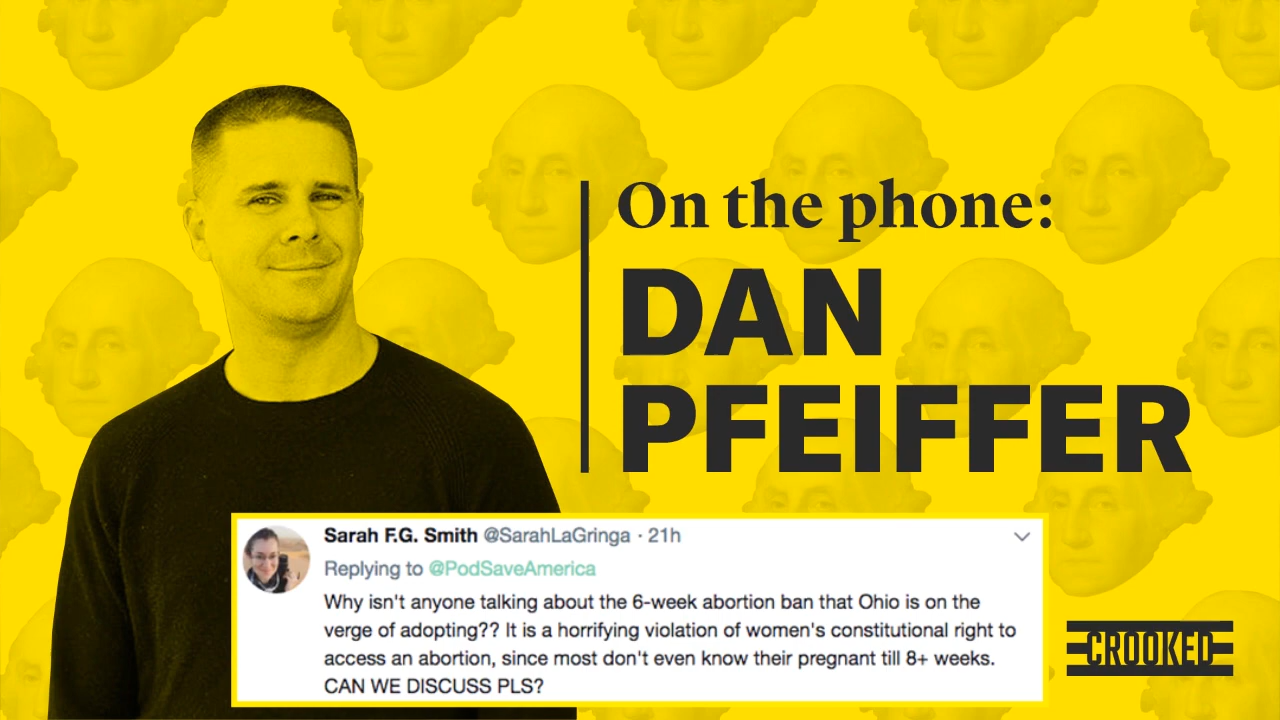 On the phone:
DAN
PFEIFFER
Sarah F.G. Smith @SarahLaGringa · 21h
Replying to @PodSaveAmerica
Why isn't anyone talking about the 6-week abortion ban that Ohio is on the
verge of adopting?? It is a horrifying violation of women's constitutional right to
access an abortion, since most don't even know their pregnant till 8+ weeks.
CAN WE DISCUSS PLS?
CROOKED